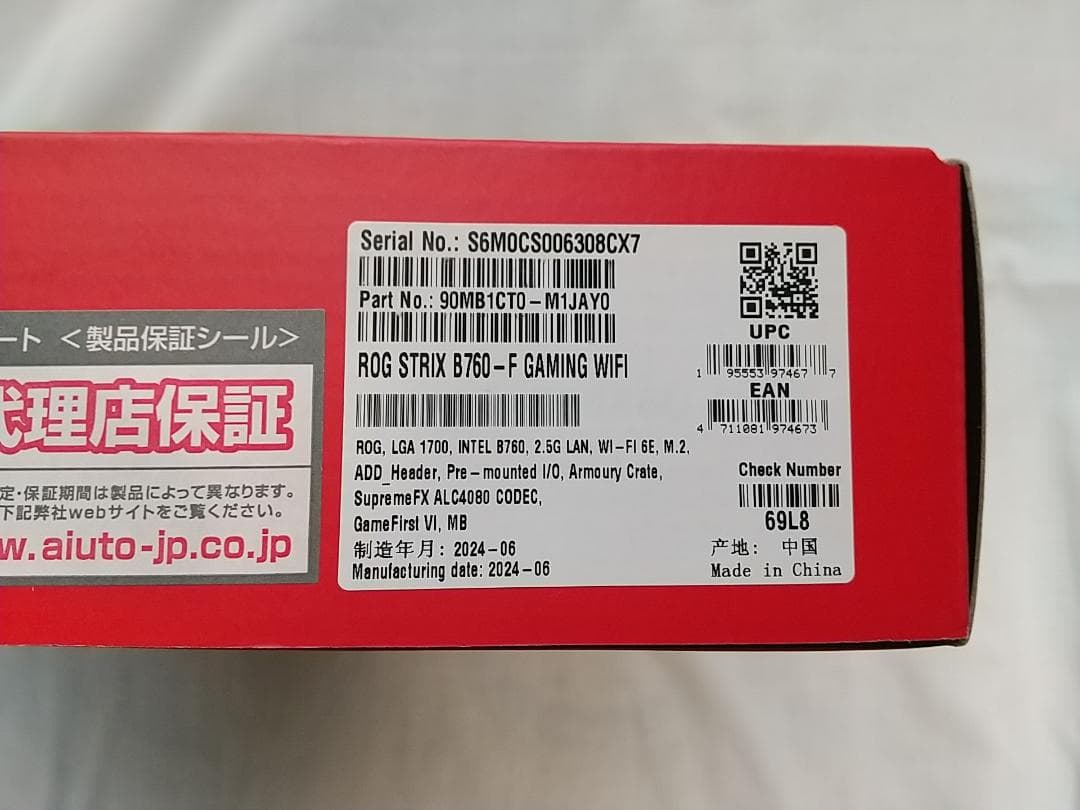 ート <製品保証シール>
代理店保証
定・保証期間は製品によって異なります。
下記弊社webサイトをご覧ください。
w.aiuto-jp.co.jp
Serial No.: S6M0CS006308CX7
Part No.: 90MB1CT0-M1JAY0
ROG STRIX B760-F GAMING WIFI
ROG, LGA 1700, INTEL B760, 2.5G LAN, WI-FI 6E, M.2,
ADD_Header, Pre-mounted I/O, Armoury Crate,
SupremeFX ALC4080 CODEC,
GameFirst VI, MB
制造年月: 2024-06
Manufacturing date: 2024-06
UPC
1 95553 97467 7
EAN
4 711081 974673
Check Number
69L8
产地: 中国
Made in China